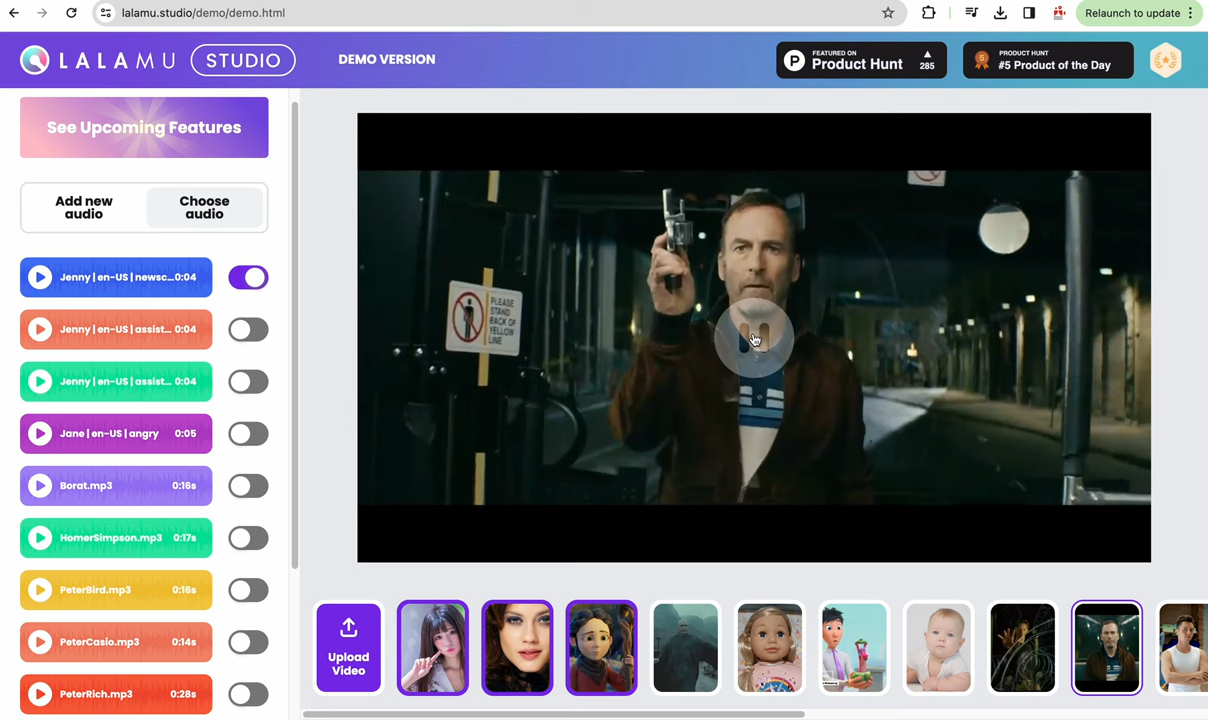 lalamu.studio/demo/demo.html
Relaunch to update
LALAMU STUDIO
DEMO VERSION
P
FEATURED ON
Product Hunt
285
5
PRODUCT HUNT
#5 Product of the Day
See Upcoming Features
Add new
audio
Choose
audio
Jenny | en-US | newsc... 0:04
Jenny | en-US | assist... 0:04
Jenny | en-US | assist... 0:04
Jane | en-US | angry 0:05
Borat.mp3 0:16s
HomerSimpson.mp3 0:17s
PeterBird.mp3 0:16s
PeterCasio.mp3 0:14s
PeterRich.mp3 0:28s
PLEASE
STAND
BACK OF
YELLOW
LINE
Upload
Video